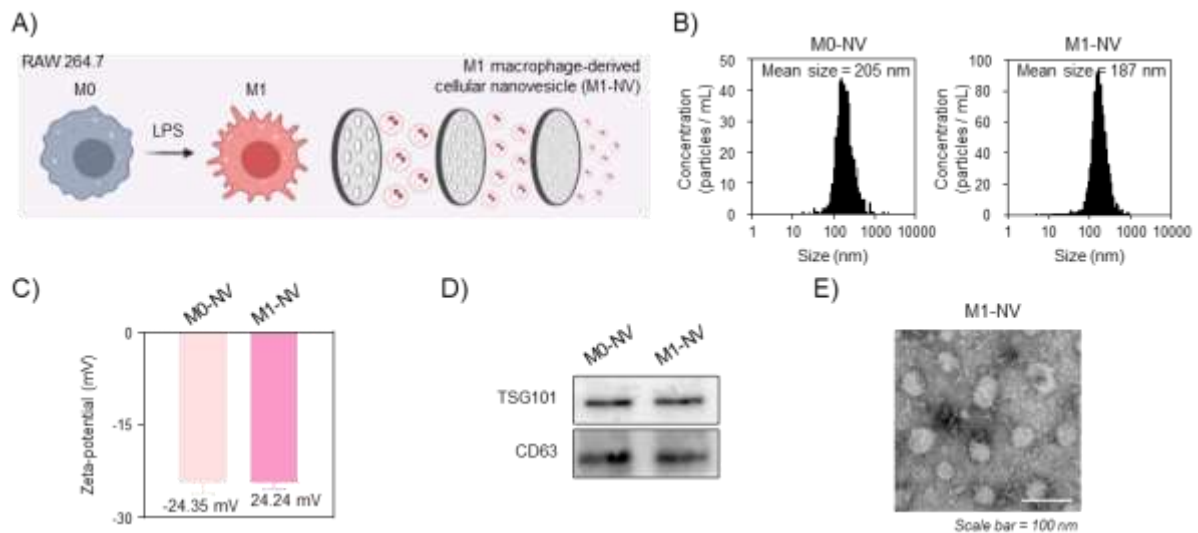 A)
RAW 264.7
M0
LPS
M1
M1 macrophage-derived
cellular nanovesicle (M1-NV)
B)
M0-NV
Mean size = 205 nm
Concentration
(particles / mL)
50
40
30
20
10
0
1
10
100
1000
10000
Size (nm)
M1-NV
Mean size = 187 nm
Concentration
(particles / mL)
100
80
60
40
20
0
1
10
100
1000
10000
Size (nm)
C)
M0-NV
M1-NV
Zeta-potential (mV)
0
-15
-30
-24.35 mV
24.24 mV
D)
M0-NV
M1-NV
TSG101
CD63
E)
M1-NV
Scale bar = 100 nm